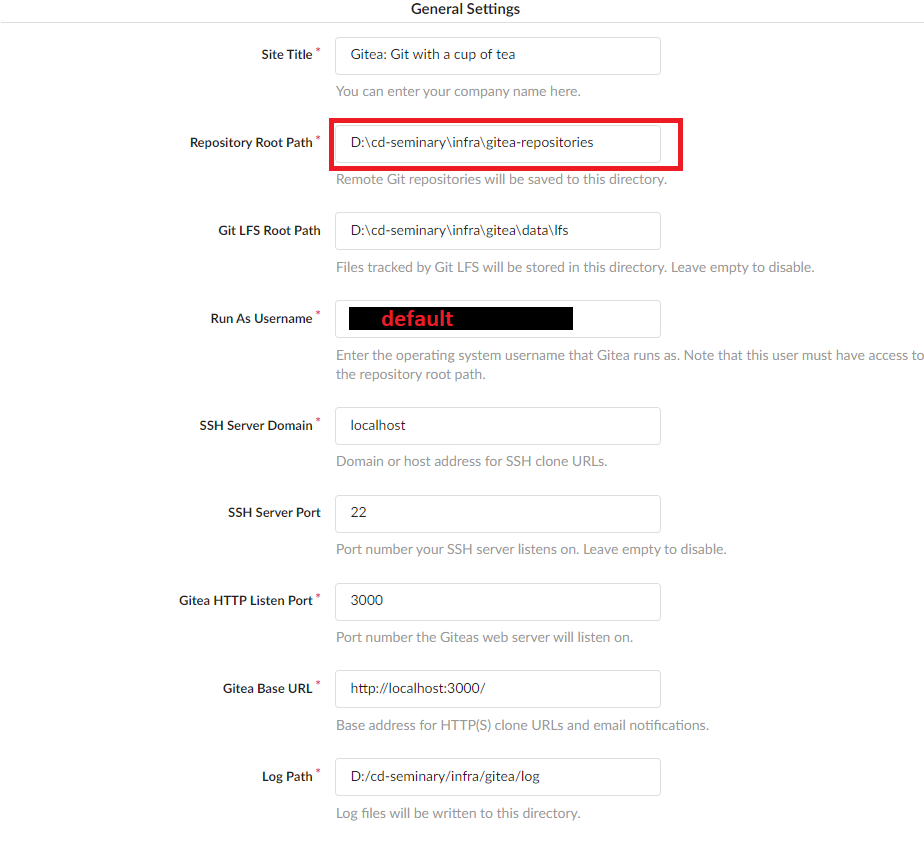 General Settings
Site Title *
Gitea: Git with a cup of tea
You can enter your company name here.
Repository Root Path *
D:\cd-seminary\infra\gitea-repositories
Remote Git repositories will be saved to this directory.
Git LFS Root Path
D:\cd-seminary\infra\gitea\data\lfs
Files tracked by Git LFS will be stored in this directory. Leave empty to disable.
Run As Username *
default
Enter the operating system username that Gitea runs as. Note that this user must have access to
the repository root path.
SSH Server Domain *
localhost
Domain or host address for SSH clone URLs.
SSH Server Port
22
Port number your SSH server listens on. Leave empty to disable.
Gitea HTTP Listen Port *
3000
Port number the Giteas web server will listen on.
Gitea Base URL *
http://localhost:3000/
Base address for HTTP(S) clone URLs and email notifications.
Log Path *
D:/cd-seminary/infra/gitea/log
Log files will be written to this directory.